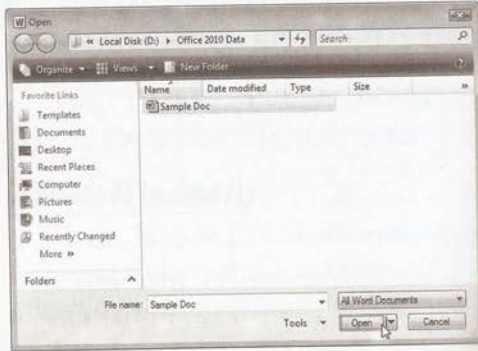 W Open
« Local Disk (D:) ▸ Office 2010 Data Search
Organize Views New Folder
Favorite Links
Name Date modified Type Size »
Sample Doc
Templates
Documents
Desktop
Recent Places
Computer
Pictures
Music
Recently Changed
More »
Folders
File name: Sample Doc All Word Documents
Tools Open Cancel